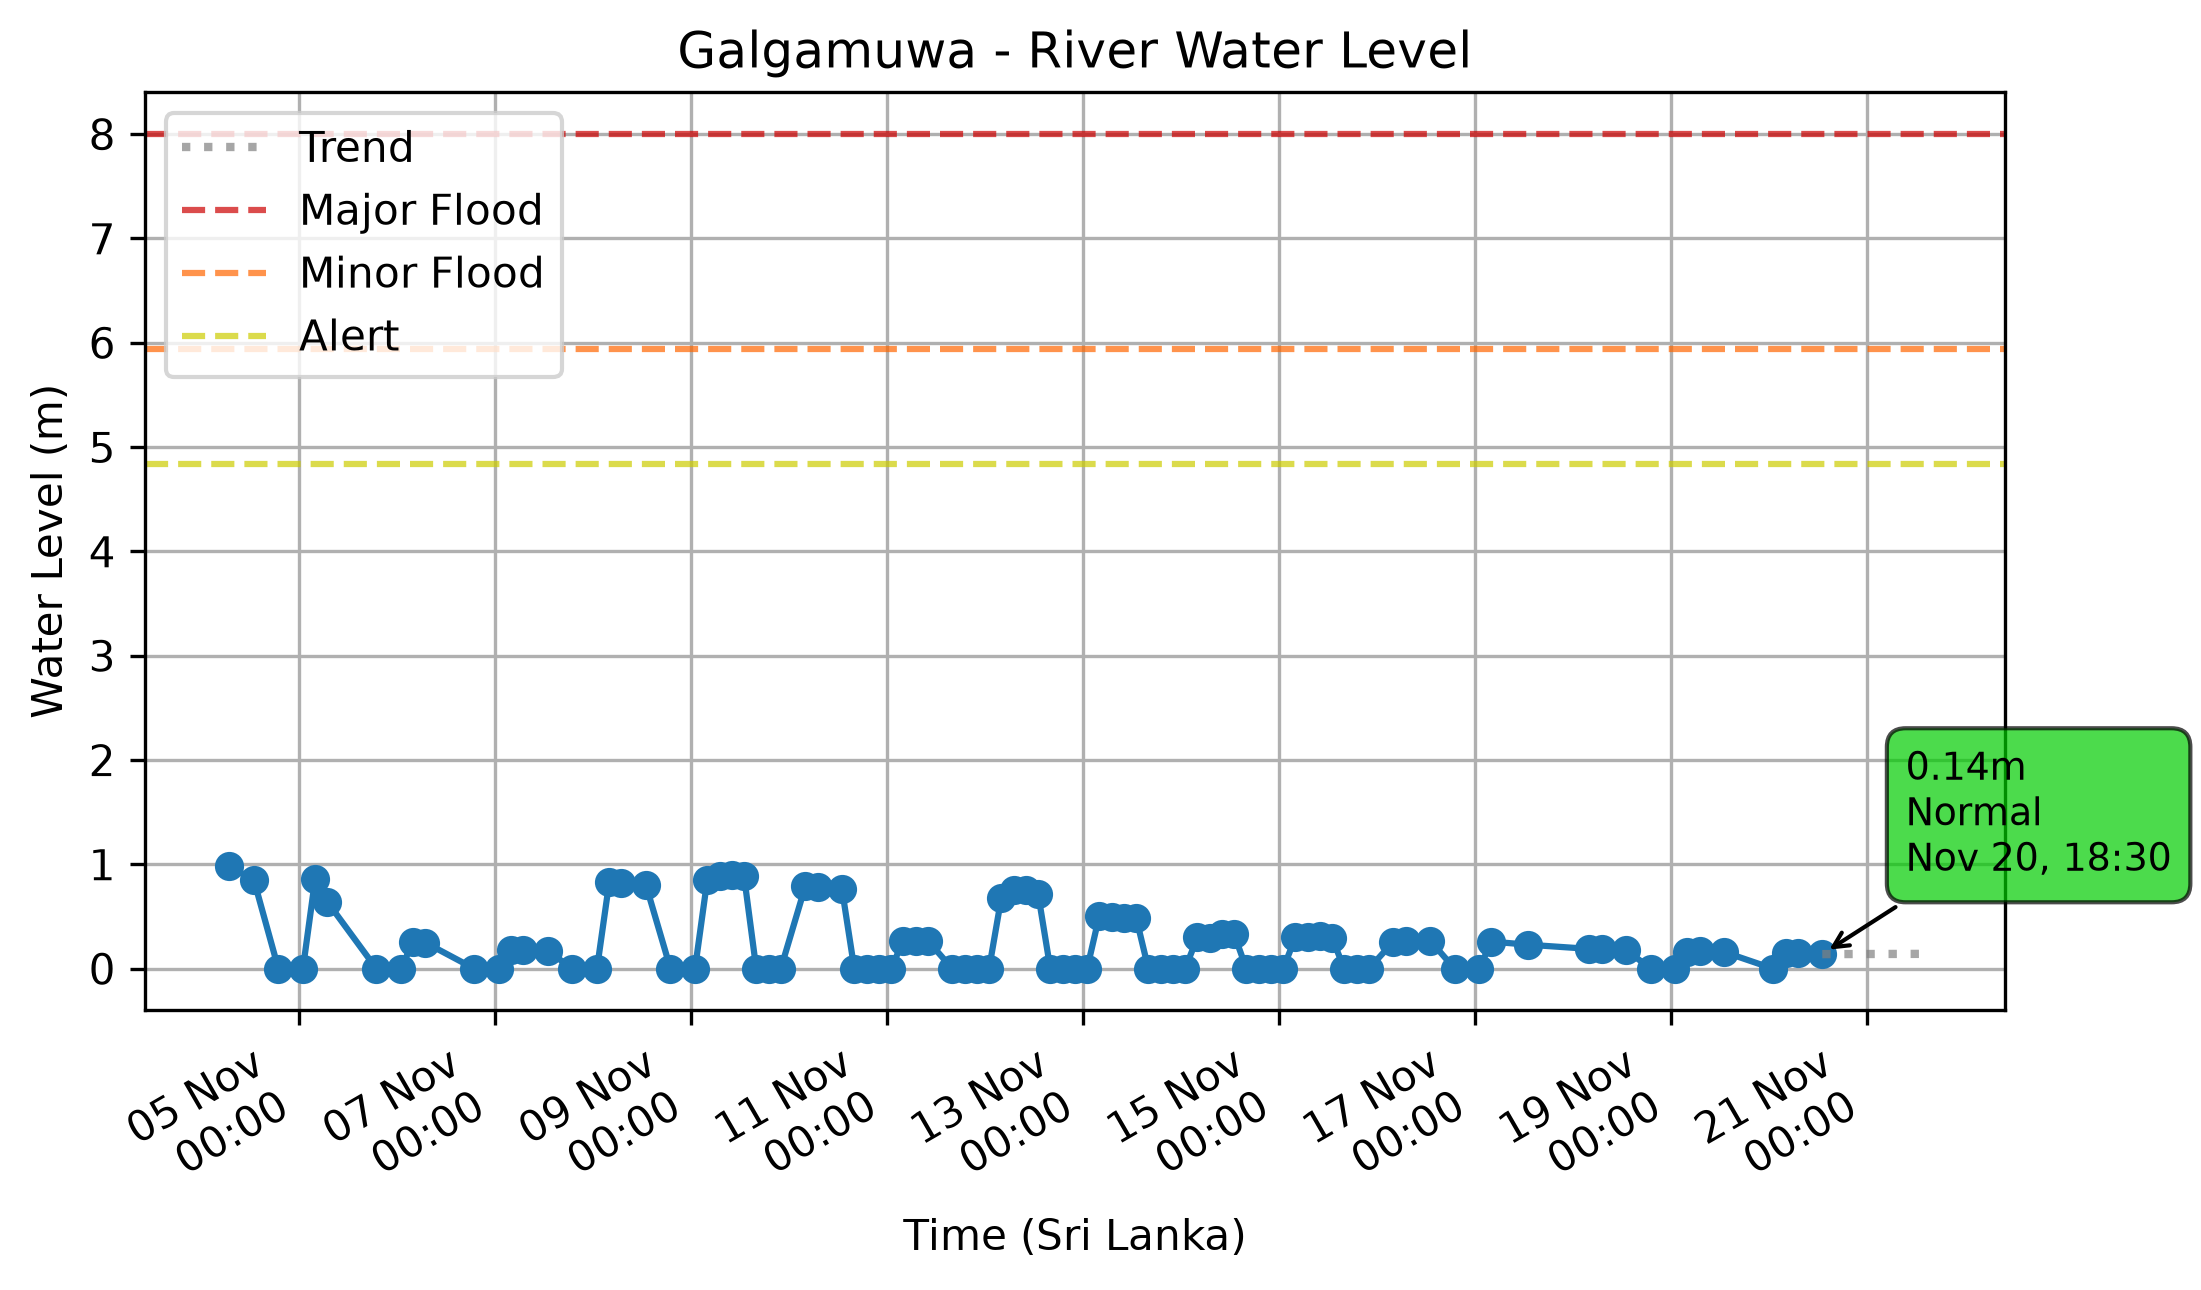 Galgamuwa - River Water Level
Trend
Major Flood
Minor Flood
Alert
Water Level (m)
8
7
6
5
4
3
2
1
0
0.14m
Normal
Nov 20, 18:30
05 Nov
00:00
07 Nov
00:00
09 Nov
00:00
11 Nov
00:00
13 Nov
00:00
15 Nov
00:00
17 Nov
00:00
19 Nov
00:00
21 Nov
00:00
Time (Sri Lanka)